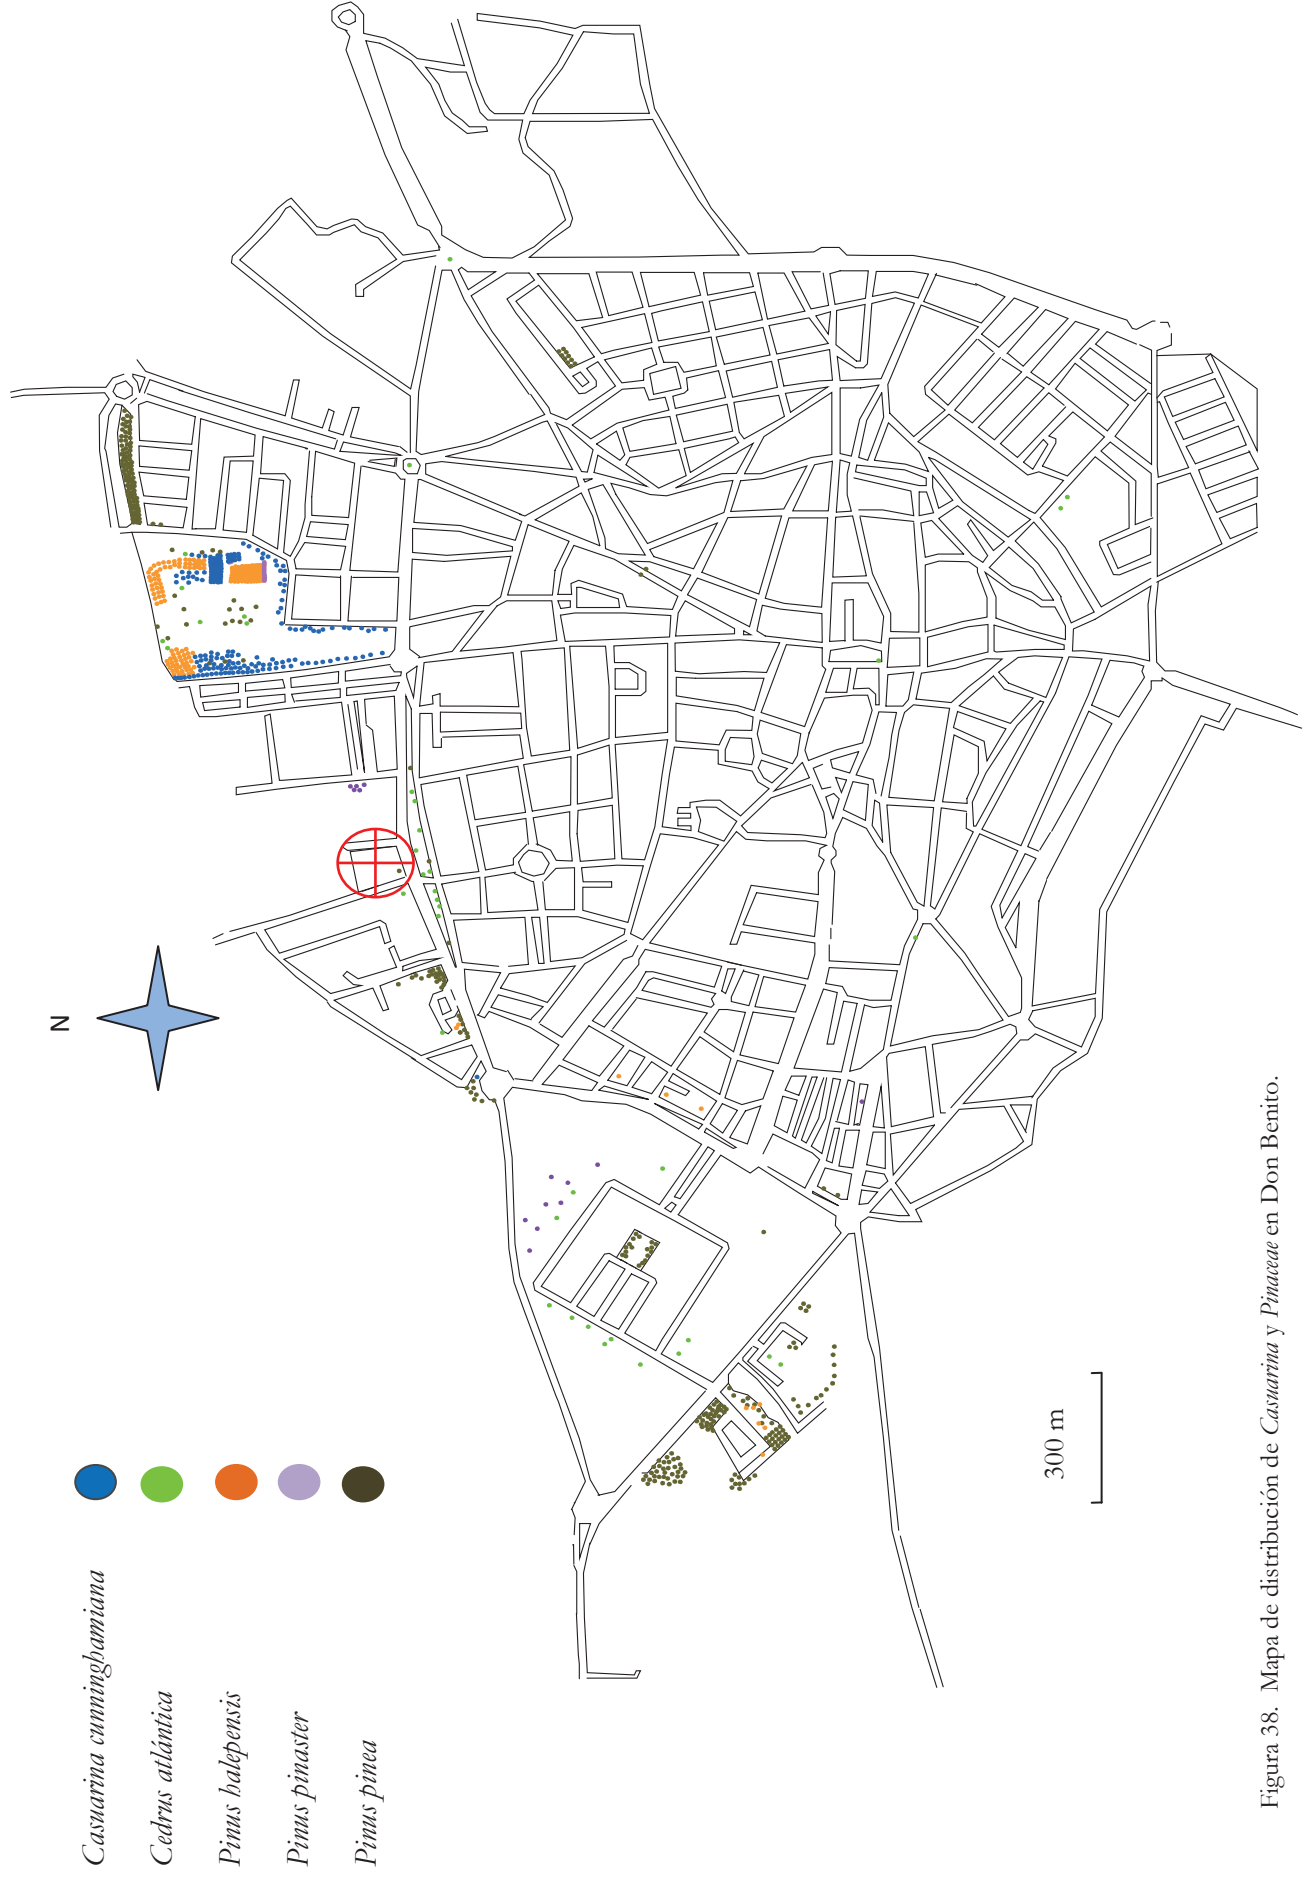 N
Casuarina cunninghamiana
Cedrus atlántica
Pinus halepensis
Pinus pinaster
Pinus pinea
300 m
Figura 38. Mapa de distribución de Casuarina y Pinaceae en Don Benito.